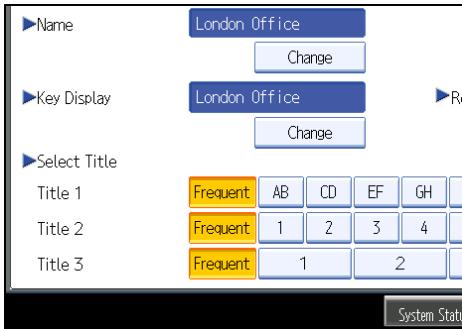 Name London Office
Change
Key Display London Office
Change
Select Title
Title 1 Frequent AB CD EF GH
Title 2 Frequent 1 2 3 4
Title 3 Frequent 1 2
System